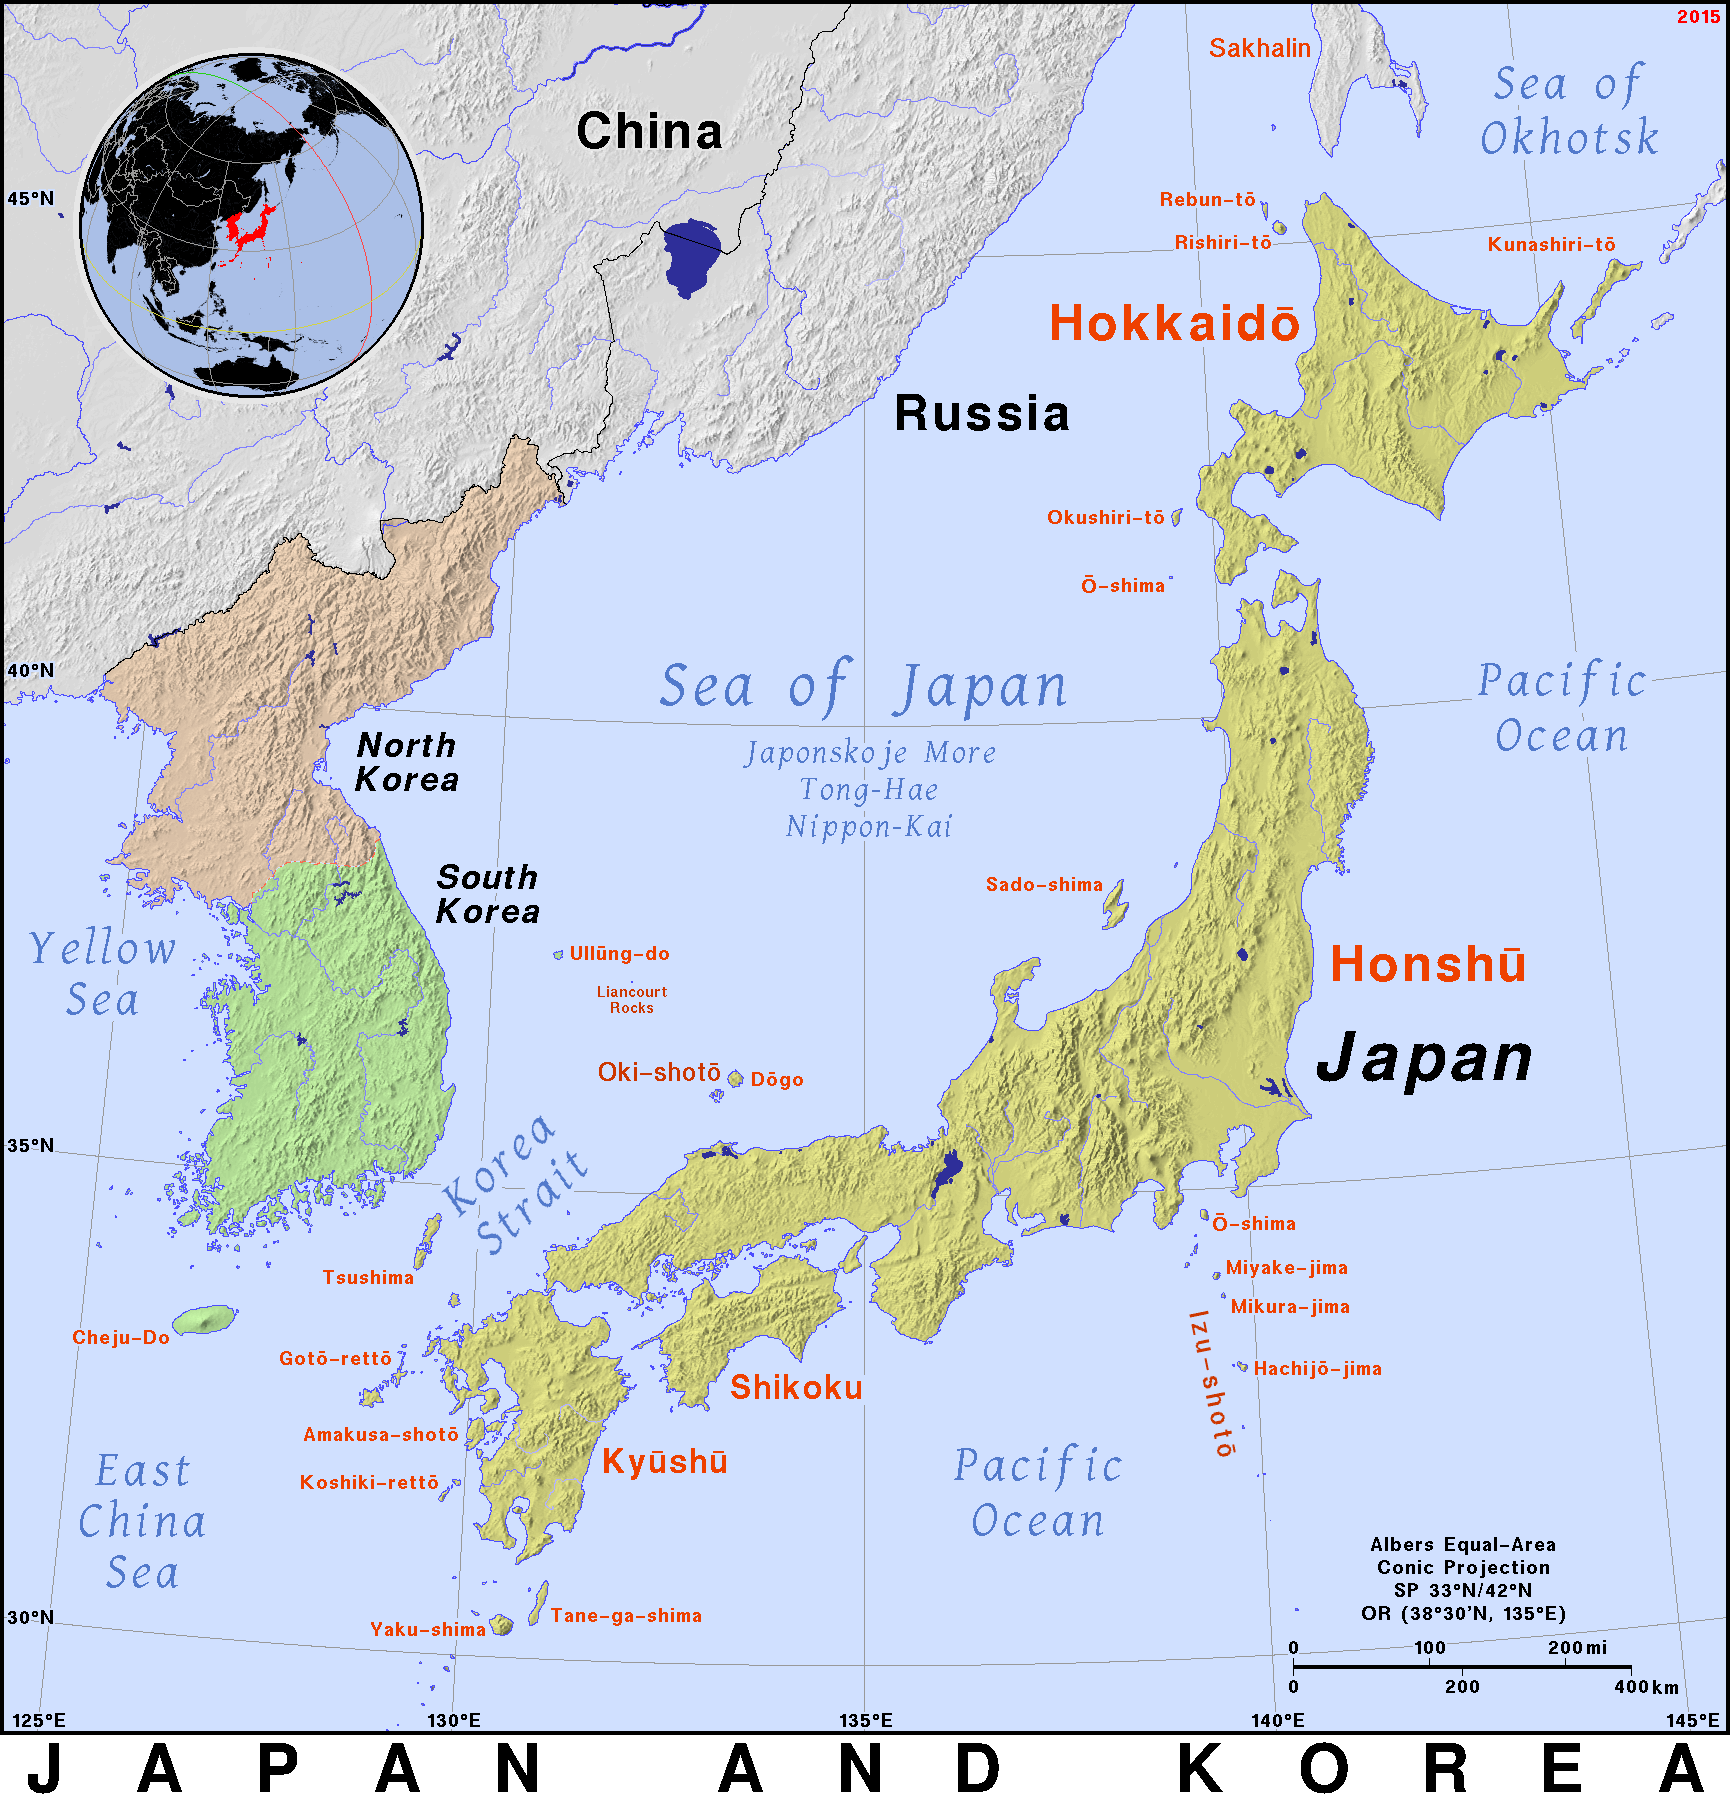 2015
Sakhalin
Sea of
Okhotsk
China
45°N
Rebun-tō
Rishiri-tō
Kunashiri-tō
Hokkaidō
Russia
Okushiri-tō
Ō-shima
40°N
Sea of Japan
Japonskoje More
Tong-Hae
Nippon-Kai
Pacific
Ocean
North
Korea
South
Korea
Sado-shima
Yellow
Sea
Ullūng-do
Liancourt
Rocks
Honshū
Japan
Oki-shotō
Dōgo
35°N
Korea
Strait
Ō-shima
Tsushima
Miyake-jima
Mikura-jima
Izu-shotō
Cheju-Do
Gotō-rettō
Hachijō-jima
Shikoku
Amakusa-shotō
Kyūshū
Koshiki-rettō
East
China
Sea
Pacific
Ocean
Albers Equal-Area
Conic Projection
SP 33°N/42°N
OR (38°30'N, 135°E)
30°N
Tane-ga-shima
Yaku-shima
0 100 200 mi
0 200 400 km
125°E 130°E 135°E 140°E 145°E
JAPAN AND KOREA